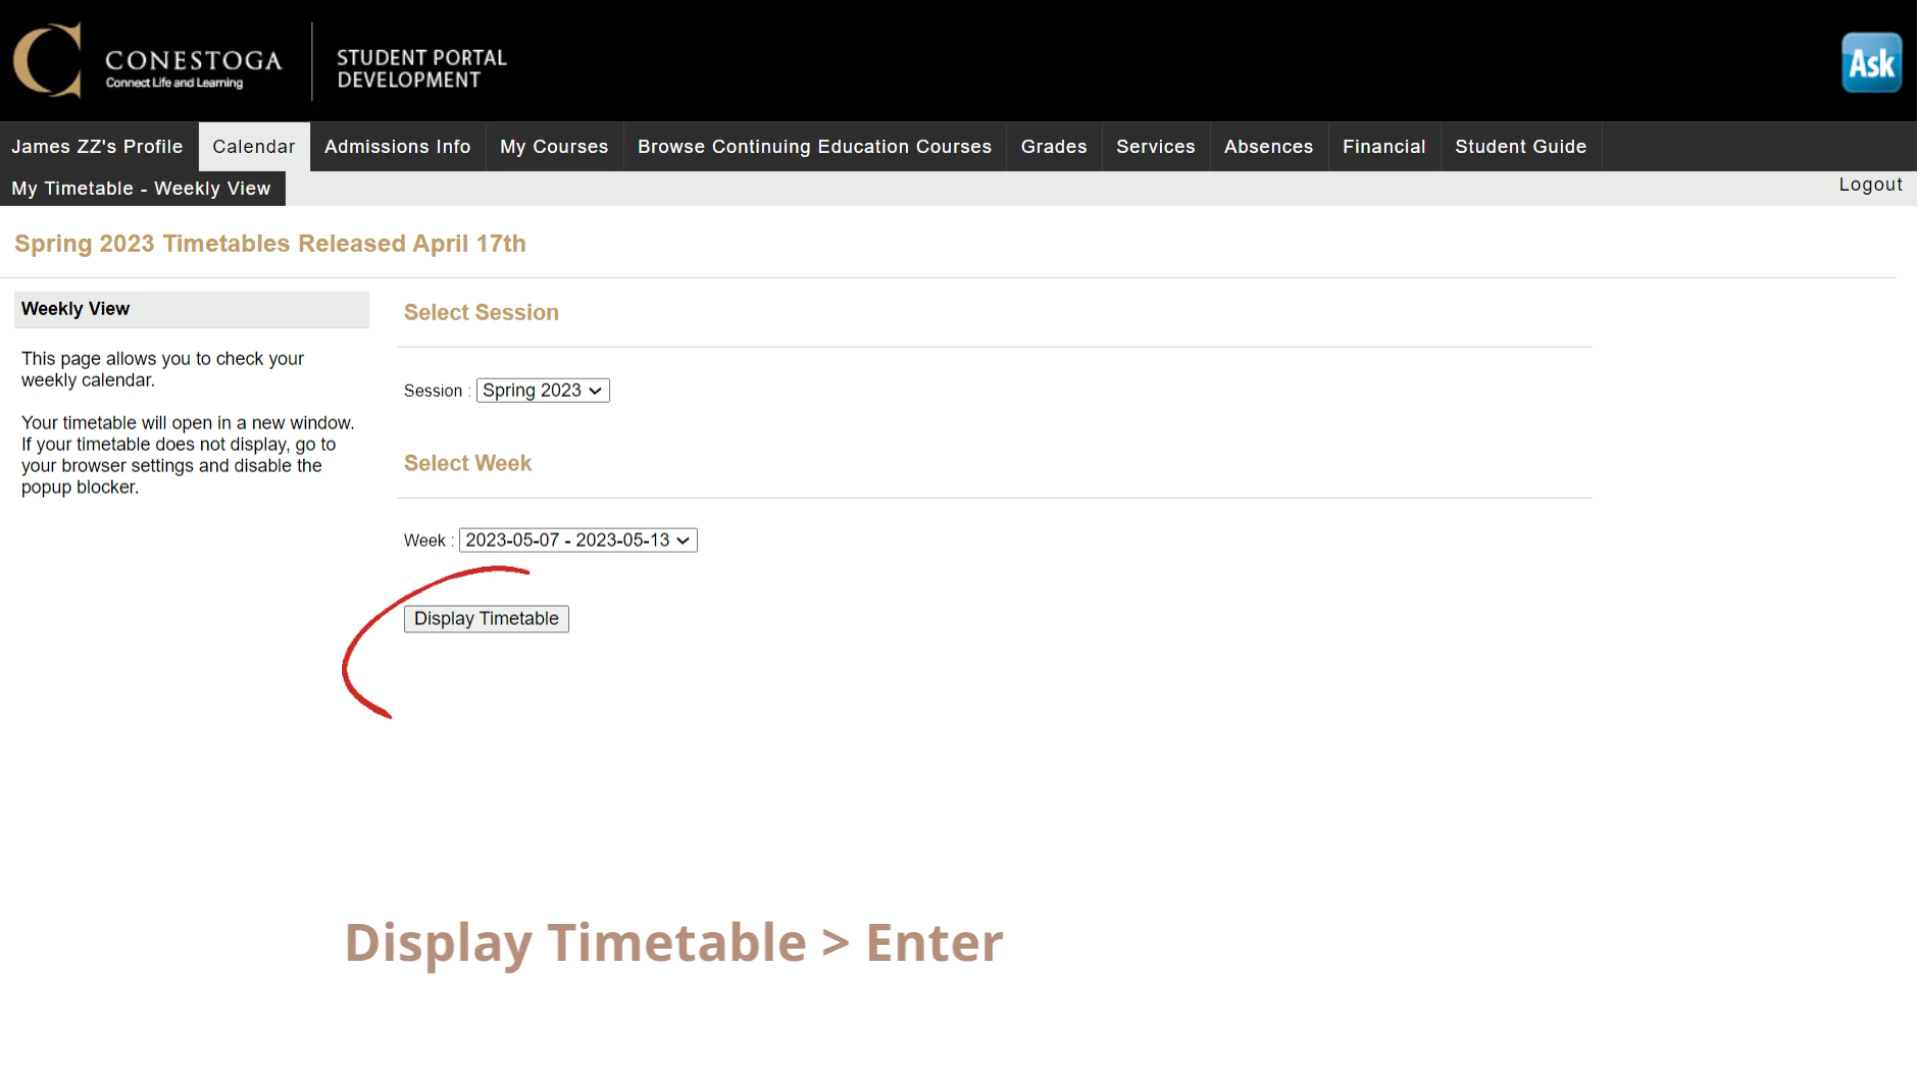 C
CONESTOGA
Connect Life and Learning
STUDENT PORTAL
DEVELOPMENT
Ask
James ZZ's Profile Calendar Admissions Info My Courses Browse Continuing Education Courses Grades Services Absences Financial Student Guide
My Timetable - Weekly View
Logout
Spring 2023 Timetables Released April 17th
Weekly View
This page allows you to check your
weekly calendar.
Your timetable will open in a new window.
If your timetable does not display, go to
your browser settings and disable the
popup blocker.
Select Session
Session : Spring 2023
Select Week
Week : 2023-05-07 - 2023-05-13
Display Timetable
Display Timetable > Enter